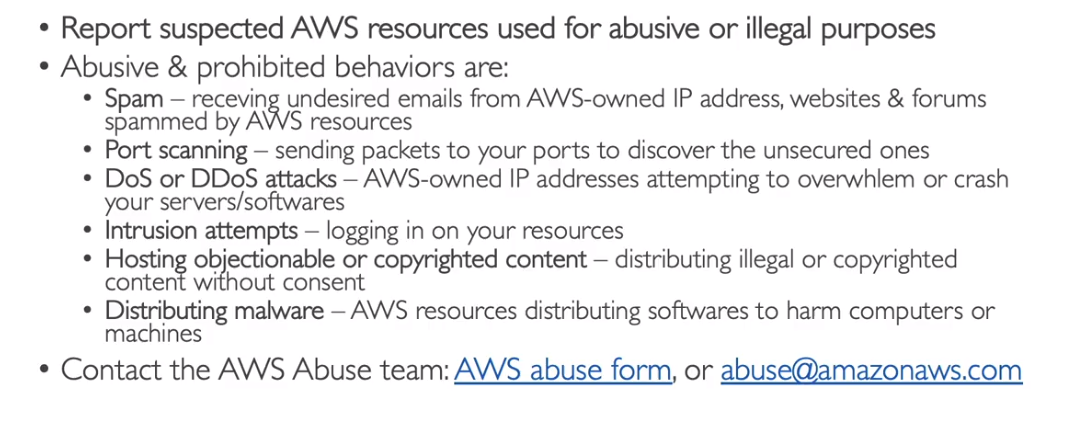 • Report suspected AWS resources used for abusive or illegal purposes
• Abusive & prohibited behaviors are:
• Spam – receving undesired emails from AWS-owned IP address, websites & forums
spammed by AWS resources
• Port scanning – sending packets to your ports to discover the unsecured ones
• DoS or DDoS attacks – AWS-owned IP addresses attempting to overwhlem or crash
your servers/softwares
• Intrusion attempts – logging in on your resources
• Hosting objectionable or copyrighted content – distributing illegal or copyrighted
content without consent
• Distributing malware – AWS resources distributing softwares to harm computers or
machines
• Contact the AWS Abuse team: AWS abuse form, or abuse@amazonaws.com